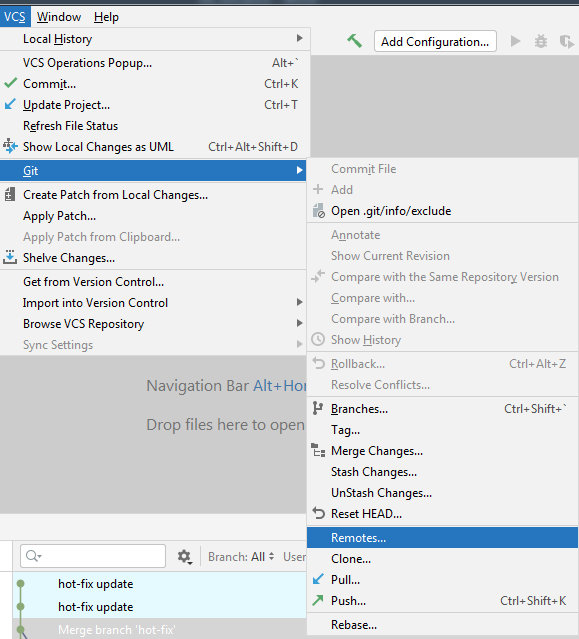 VCS Window Help
Local History
Add Configuration...
VCS Operations Popup... Alt+`
Commit... Ctrl+K
Update Project... Ctrl+T
Refresh File Status
Show Local Changes as UML Ctrl+Alt+Shift+D
Git
Create Patch from Local Changes...
Apply Patch...
Apply Patch from Clipboard...
Shelve Changes...
Get from Version Control...
Import into Version Control
Browse VCS Repository
Sync Settings
Commit File
Add
Open .git/info/exclude
Annotate
Show Current Revision
Compare with the Same Repository Version
Compare with...
Compare with Branch...
Show History
Rollback... Ctrl+Alt+Z
Resolve Conflicts...
Branches... Ctrl+Shift+`
Tag...
Merge Changes...
Stash Changes...
UnStash Changes...
Reset HEAD...
Remotes...
Clone...
Pull...
Push... Ctrl+Shift+K
Rebase...
Navigation Bar Alt+Hor
Drop files here to open
Branch: All User
hot-fix update
hot-fix update
Merge branch 'hot-fix'